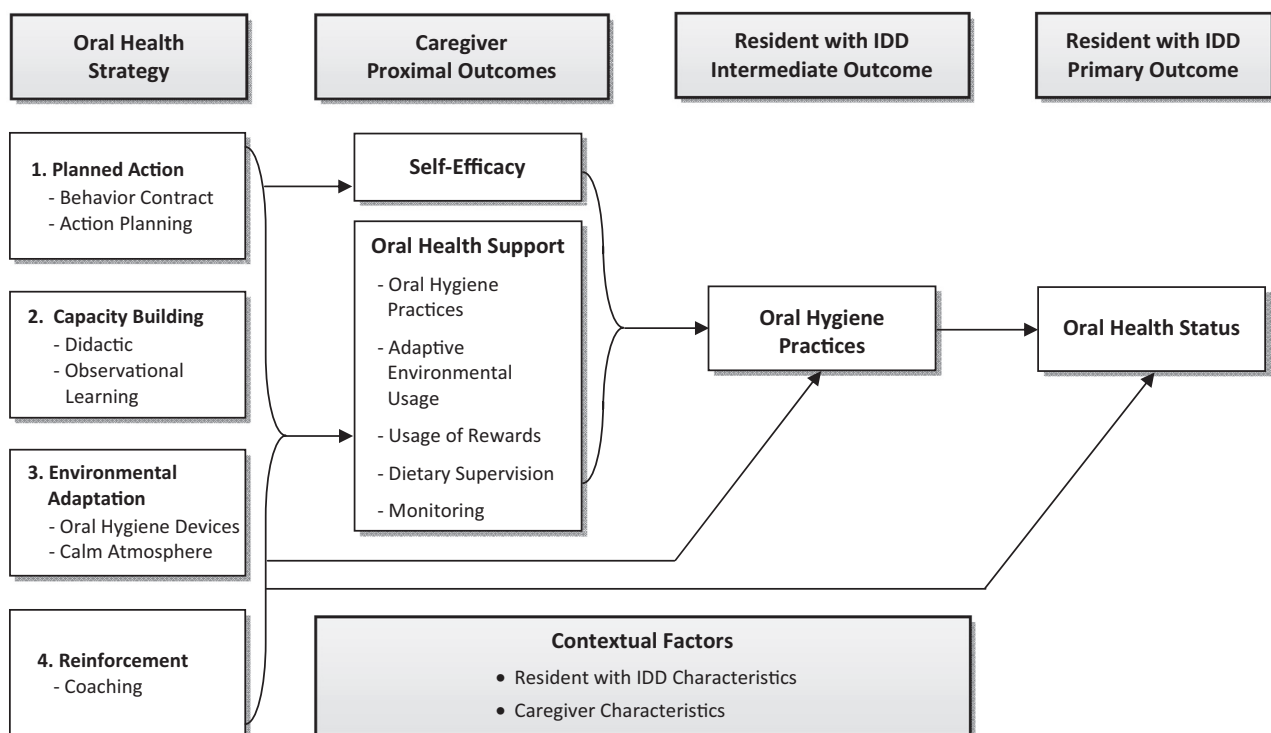 Oral Health
Strategy
Caregiver
Proximal Outcomes
Resident with IDD
Intermediate Outcome
Resident with IDD
Primary Outcome
1. Planned Action
- Behavior Contract
- Action Planning
2. Capacity Building
- Didactic
- Observational
Learning
3. Environmental
Adaptation
- Oral Hygiene Devices
- Calm Atmosphere
4. Reinforcement
- Coaching
Self-Efficacy
Oral Health Support
- Oral Hygiene
Practices
- Adaptive
Environmental
Usage
- Usage of Rewards
- Dietary Supervision
- Monitoring
Oral Hygiene
Practices
Oral Health Status
Contextual Factors
• Resident with IDD Characteristics
• Caregiver Characteristics